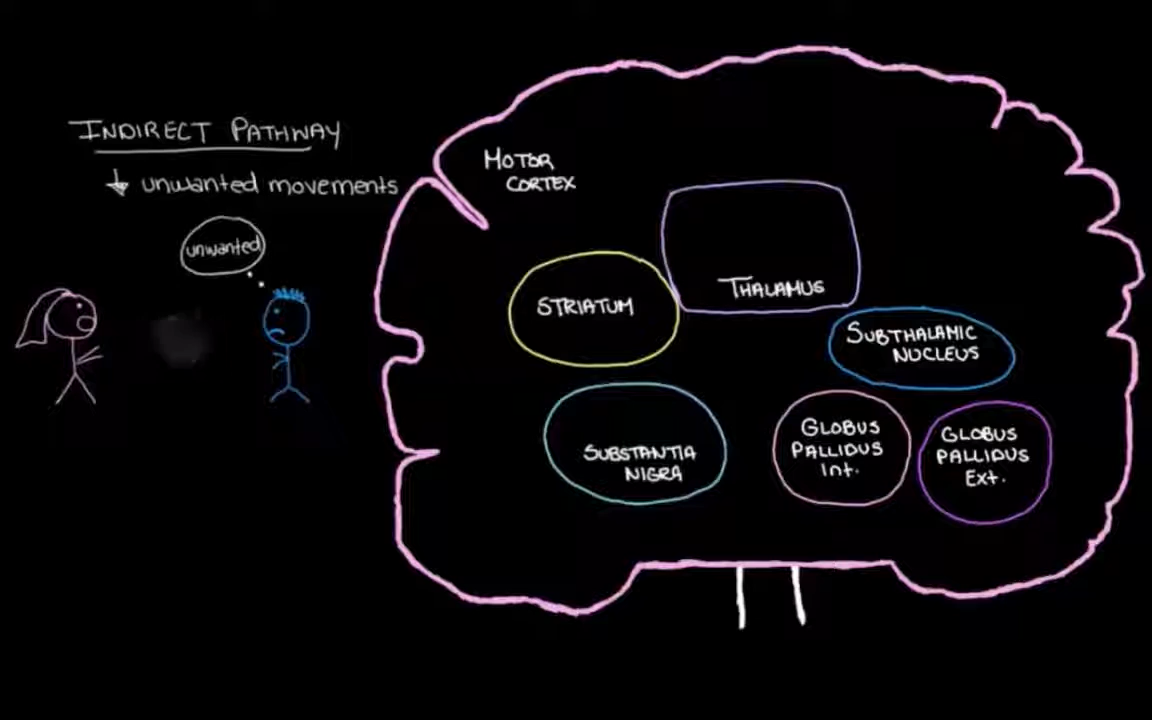 INDIRECT PATHWAY
↓ unwanted movements
unwanted
MOTOR
CORTEX
THALAMUS
STRIATUM
SUBTHALAMIC
NUCLEUS
SUBSTANTIA
NIGRA
GLOBUS
PALLIDUS
Int.
GLOBUS
PALLIDUS
Ext.